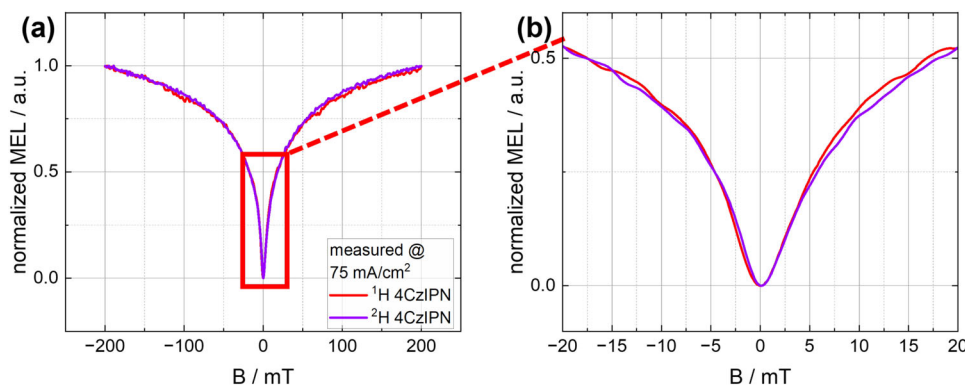 (a)
normalized MEL / a.u.
1.0
0.5
0.0
measured @
75 mA/cm²
¹H 4CzIPN
²H 4CzIPN
−200 −100 0 100 200
B / mT
(b)
normalized MEL / a.u.
0.5
0.0
−20 −15 −10 −5 0 5 10 15 20
B / mT